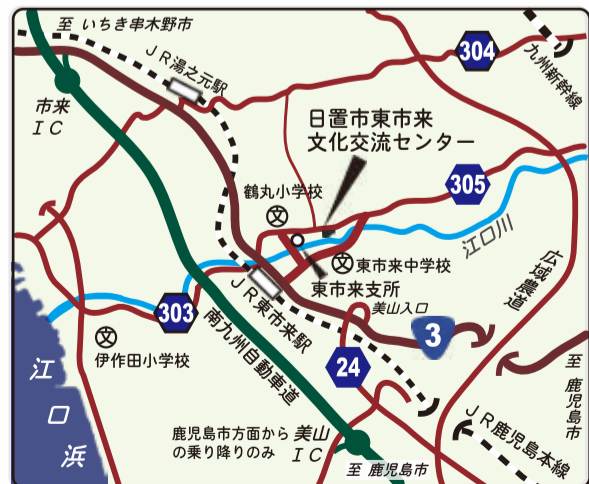 至 いちき串木野市
JR湯之元駅
304
九州新幹線
市来
IC
日置市東市来
文化交流センター
鶴丸小学校
文
305
江口川
文
東市来中学校
東市来支所
広域農道
JR東市来駅
美山入口
303
南九州自動車道
3
文
伊作田小学校
24
至 鹿児島市
江口浜
JR鹿児島本線
鹿児島市方面から
の乗り降りのみ
美山
IC
至 鹿児島市